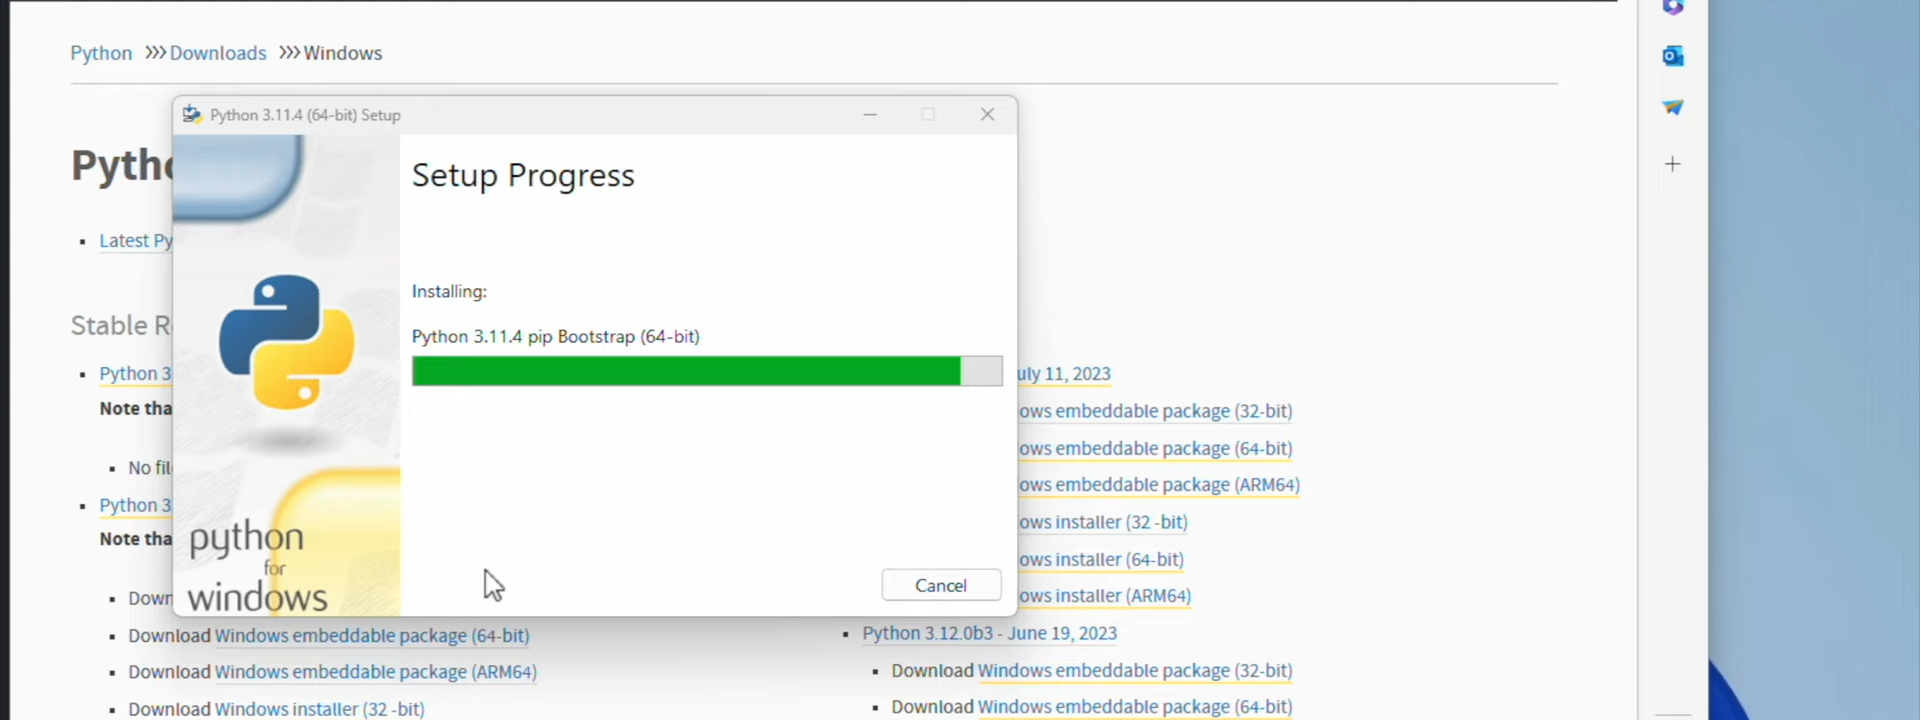 Python >>> Downloads >>> Windows
Python 3.11.4 (64-bit) Setup
Setup Progress
Installing:
Python 3.11.4 pip Bootstrap (64-bit)
Cancel
python
for
windows
Pytho
Latest Py
Stable R
Python 3
Note tha
No fil
Python 3
Note tha
Down
Download Windows embeddable package (64-bit)
Download Windows embeddable package (ARM64)
Download Windows installer (32 -bit)
uly 11, 2023
ows embeddable package (32-bit)
ows embeddable package (64-bit)
ows embeddable package (ARM64)
ows installer (32 -bit)
ows installer (64-bit)
ows installer (ARM64)
Python 3.12.0b3 - June 19, 2023
Download Windows embeddable package (32-bit)
Download Windows embeddable package (64-bit)